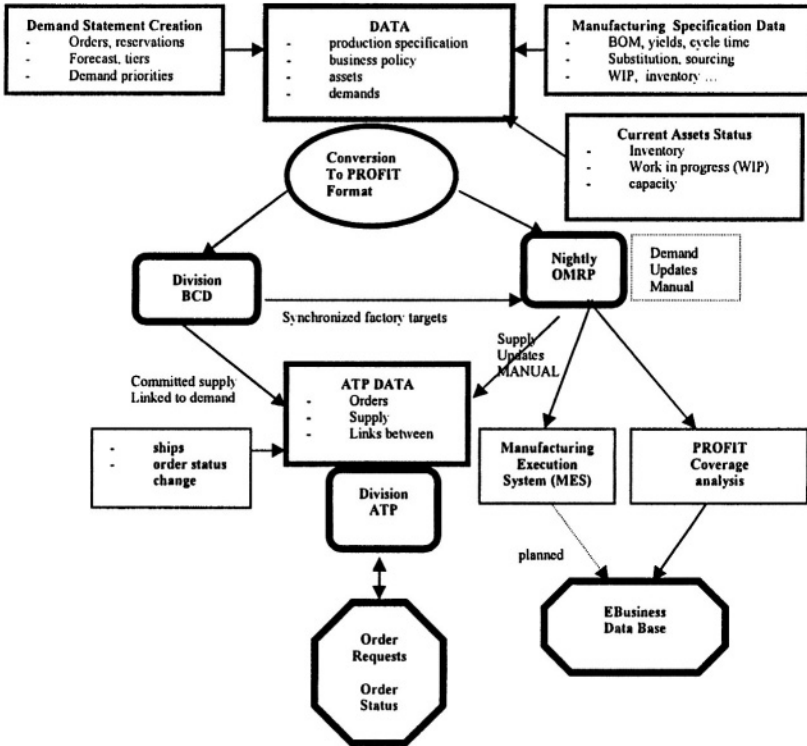 Demand Statement Creation
- Orders, reservations
- Forecast, tiers
- Demand priorities
DATA
- production specification
- business policy
- assets
- demands
Manufacturing Specification Data
- BOM, yields, cycle time
- Substitution, sourcing
- WIP, inventory ...
Current Assets Status
- Inventory
- Work in progress (WIP)
- capacity
Conversion
To PROFIT
Format
Division
BCD
Nightly
OMRP
Demand
Updates
Manual
Synchronized factory targets
Supply
Updates
MANUAL
Committed supply
Linked to demand
ATP DATA
- Orders
- Supply
- Links between
- ships
- order status
change
Manufacturing
Execution
System (MES)
PROFIT
Coverage
analysis
Division
ATP
planned
EBusiness
Data Base
Order
Requests
Order
Status